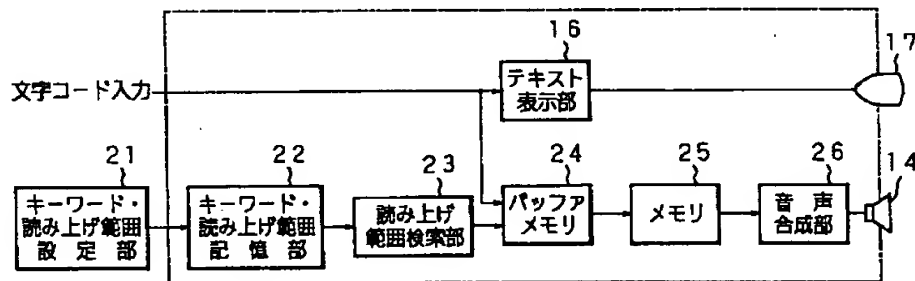 16
17
文字コード入力
テキスト
表示部
21
22
23
24
25
26
14
キーワード・
読み上げ範囲
設定部
キーワード・
読み上げ範囲
記憶部
読み上げ
範囲検索部
バッファ
メモリ
メモリ
音声
合成部